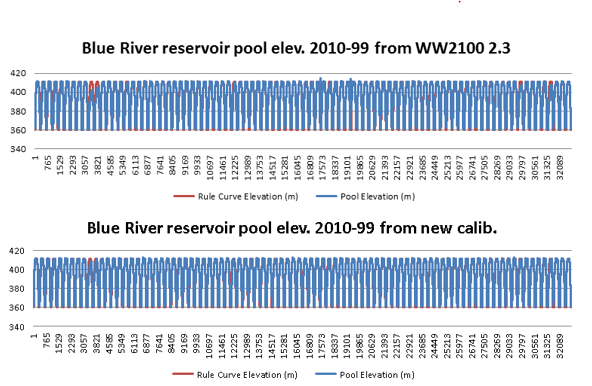 Blue River reservoir pool elev. 2010-99 from WW2100 2.3
420
400
380
360
340
1 765 1529 2293 3057 3821 4585 5349 6113 6877 7641 8405 9169 9933 10697 11461 12225 12989 13753 14517 15281 16045 16809 17573 18337 19101 19865 20629 21393 22157 22921 23685 24449 25213 25977 26741 27505 28269 29033 29797 30561 31325 32089
Rule Curve Elevation (m) Pool Elevation (m)
Blue River reservoir pool elev. 2010-99 from new calib.
420
400
380
360
340
1 765 1529 2293 3057 3821 4585 5349 6113 6877 7641 8405 9169 9933 10697 11461 12225 12989 13753 14517 15281 16045 16809 17573 18337 19101 19865 20629 21393 22157 22921 23685 24449 25213 25977 26741 27505 28269 29033 29797 30561 31325 32089
Rule Curve Elevation (m) Pool Elevation (m)